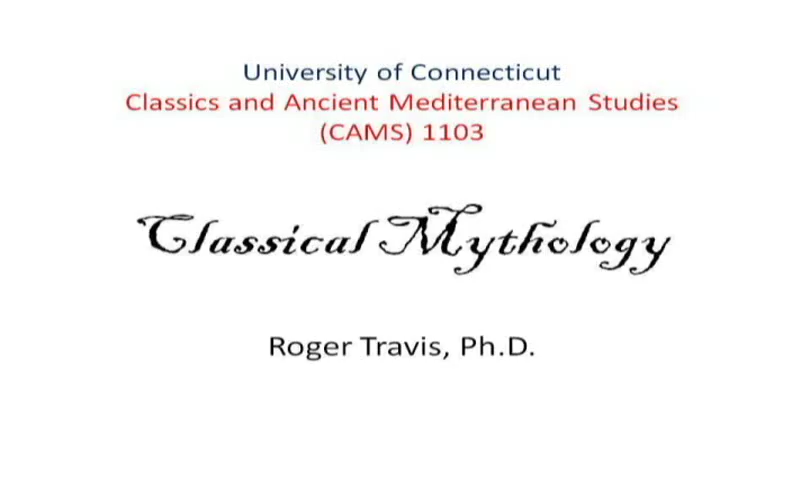 University of Connecticut
Classics and Ancient Mediterranean Studies
(CAMS) 1103
Classical Mythology
Roger Travis, Ph.D.